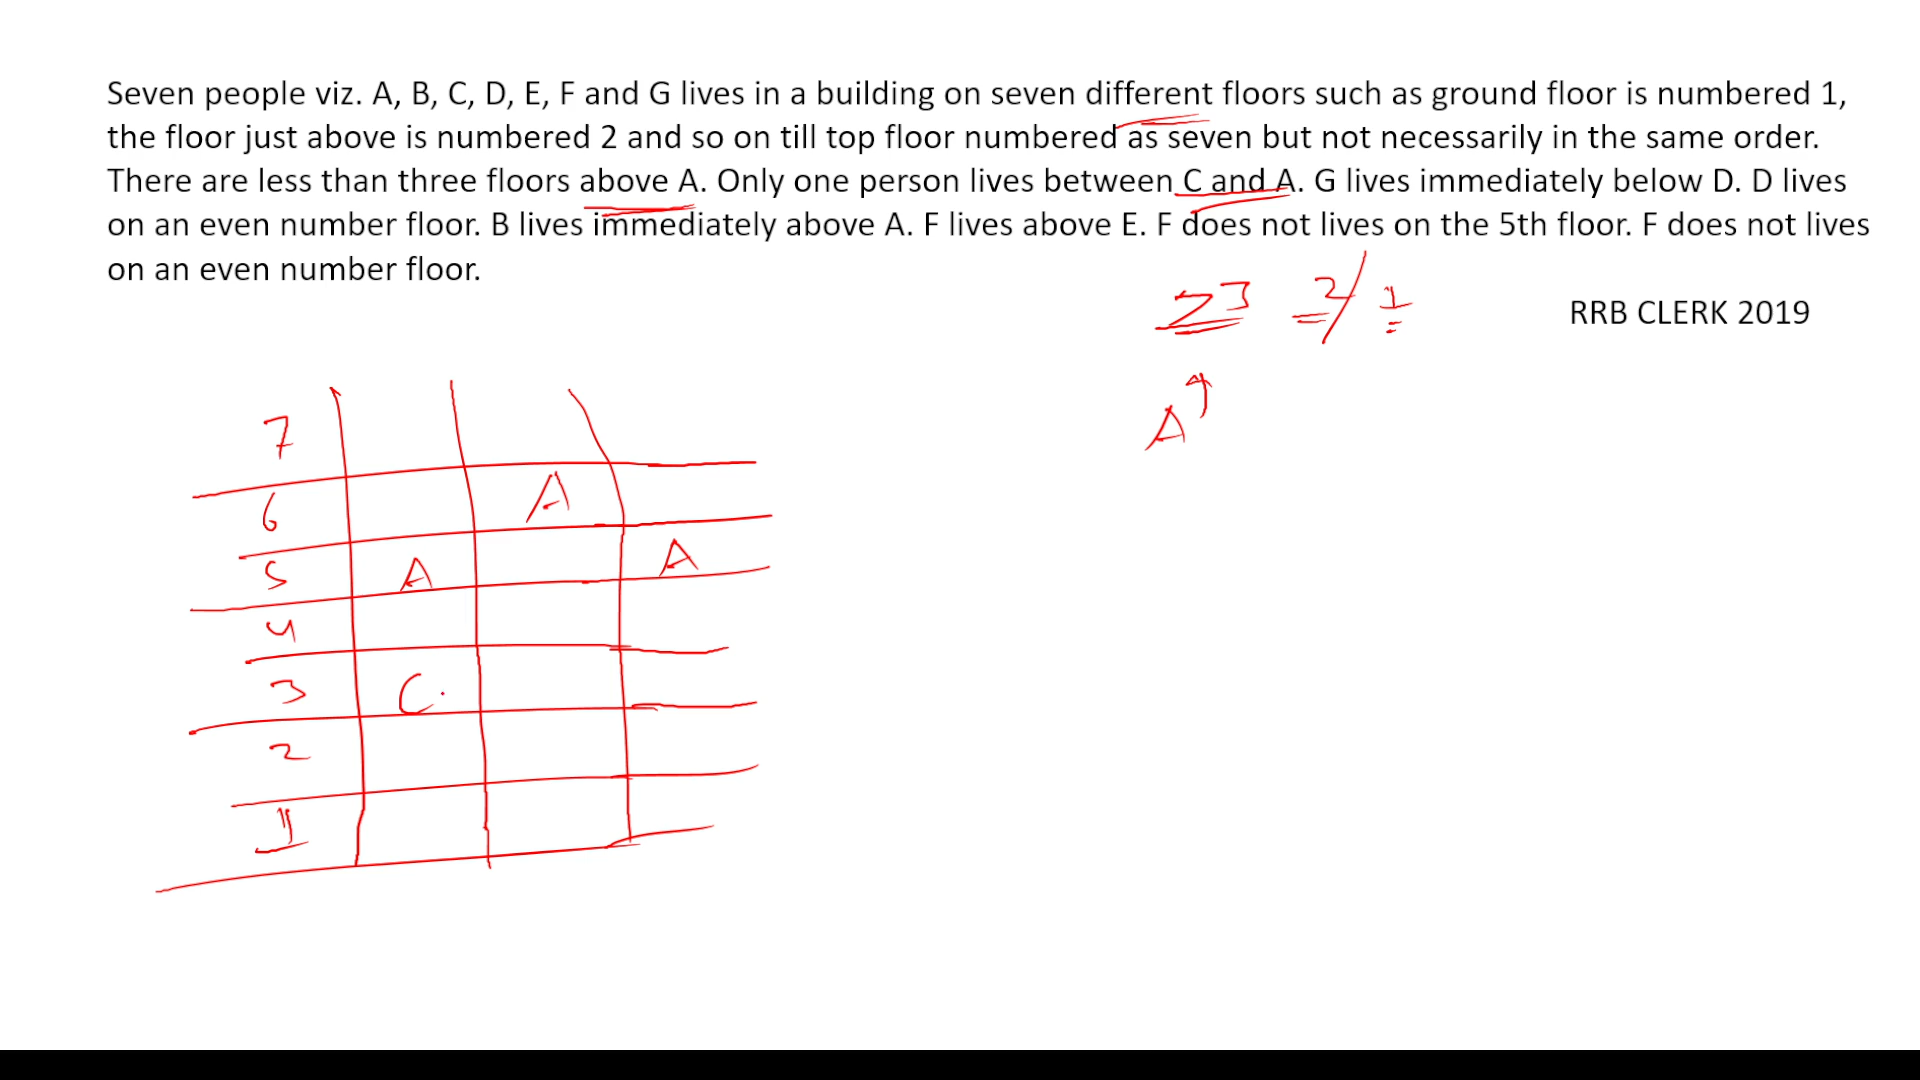 Seven people viz. A, B, C, D, E, F and G lives in a building on seven different floors such as ground floor is numbered 1,
the floor just above is numbered 2 and so on till top floor numbered as seven but not necessarily in the same order.
There are less than three floors above A. Only one person lives between C and A. G lives immediately below D. D lives
on an even number floor. B lives immediately above A. F lives above E. F does not lives on the 5th floor. F does not lives
on an even number floor.
2/1
RRB CLERK 2019
A
7
6 A
5 A A
4
3 C
2
1